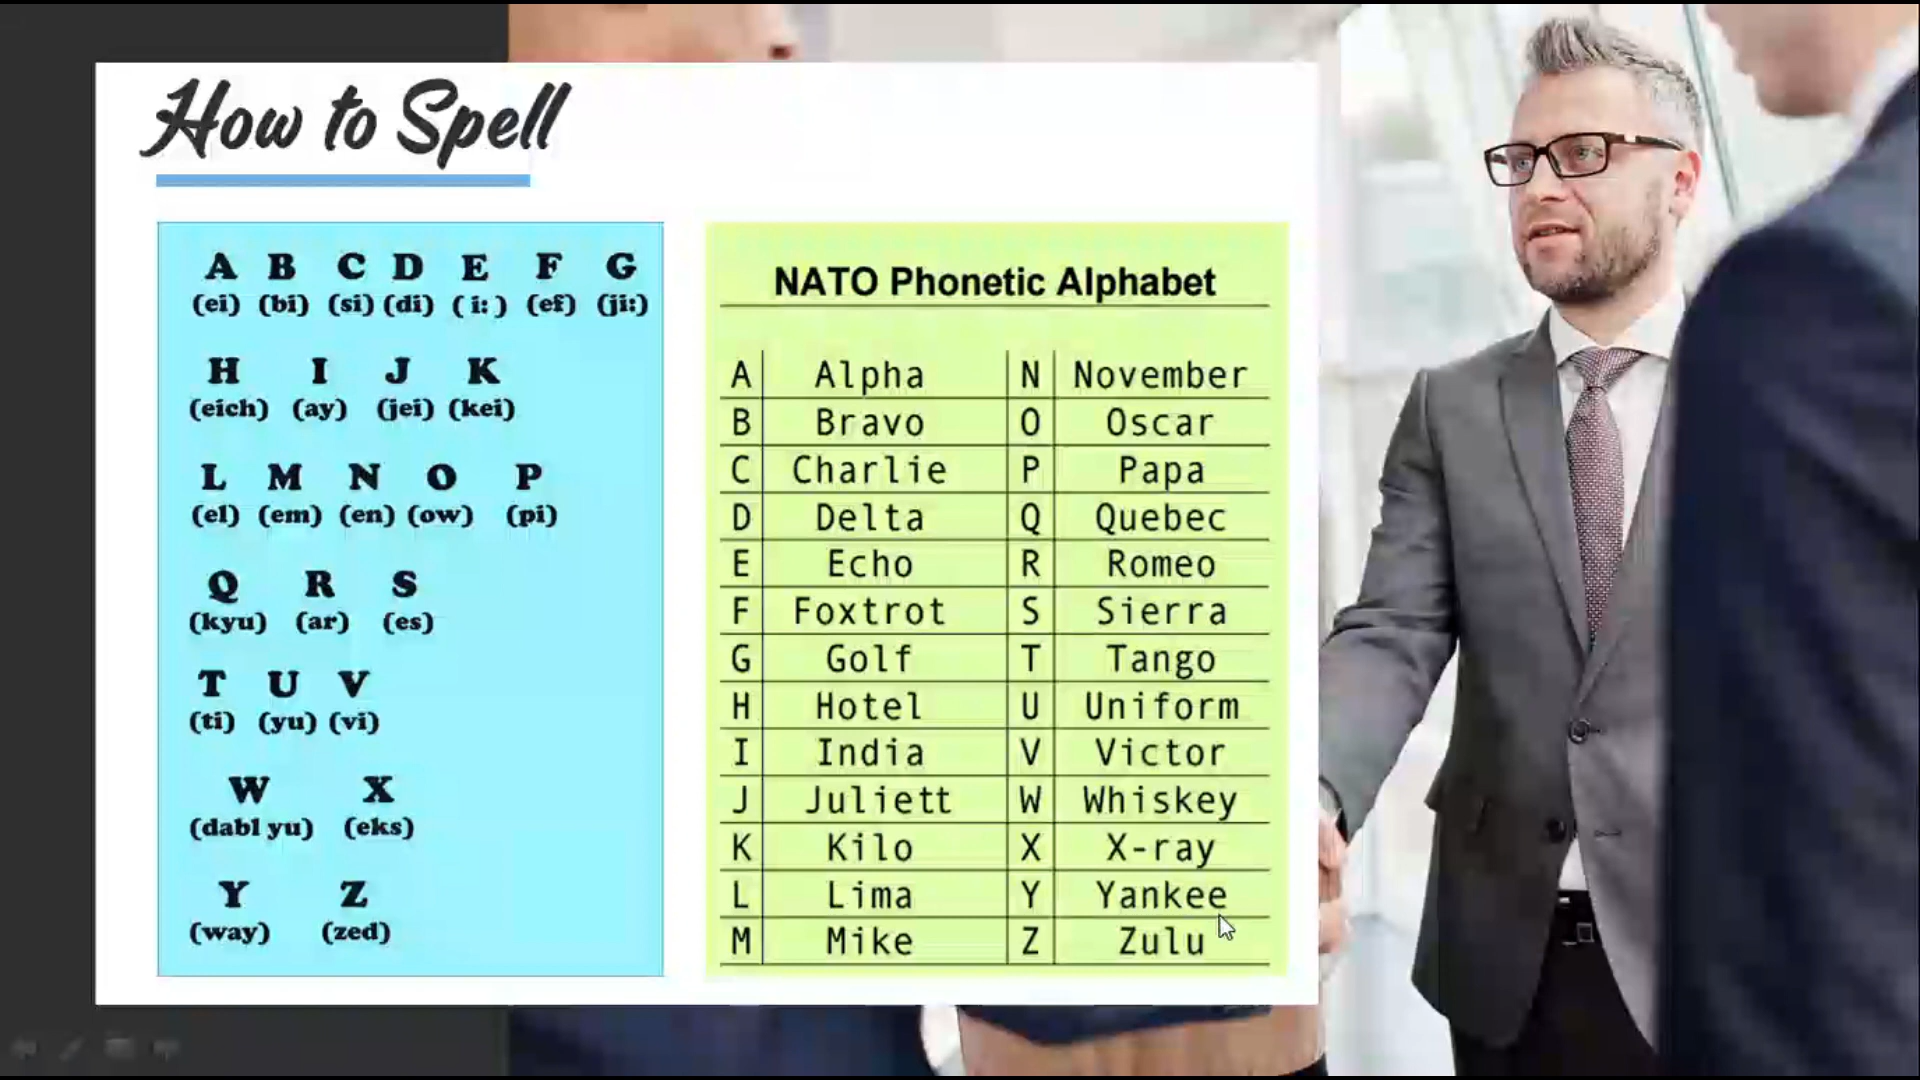 How to Spell
A B C D E F G
(ei) (bi) (si) (di) ( i: ) (ef) (ji:)
H I J K
(eich) (ay) (jei) (kei)
L M N O P
(el) (em) (en) (ow) (pi)
Q R S
(kyu) (ar) (es)
T U V
(ti) (yu) (vi)
W X
(dabl yu) (eks)
Y Z
(way) (zed)
NATO Phonetic Alphabet
A Alpha N November
B Bravo O Oscar
C Charlie P Papa
D Delta Q Quebec
E Echo R Romeo
F Foxtrot S Sierra
G Golf T Tango
H Hotel U Uniform
I India V Victor
J Juliett W Whiskey
K Kilo X X-ray
L Lima Y Yankee
M Mike Z Zulu